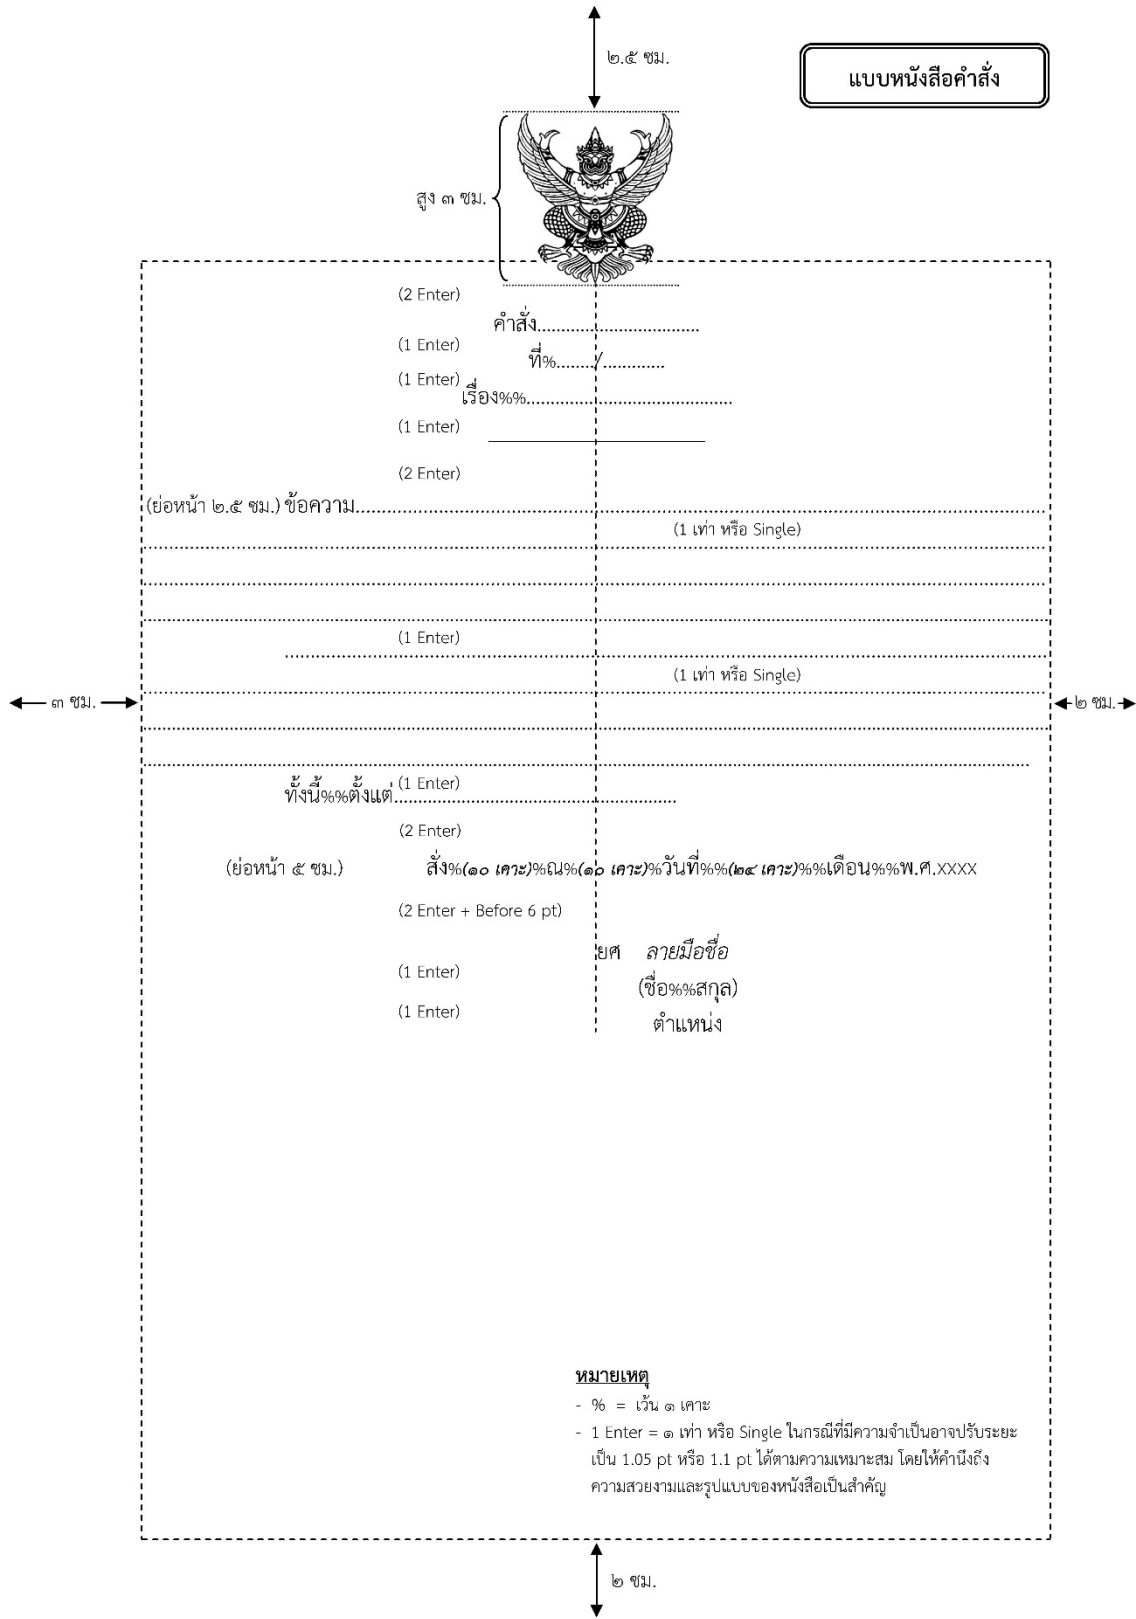 ๒.๕ ซม.
แบบหนังสือคำสั่ง
สูง ๓ ซม.
(2 Enter)
คำสั่ง..................................
(1 Enter)
ที่%......../.............
(1 Enter)
เรื่อง%%...........................................
(1 Enter)
(2 Enter)
(ย่อหน้า ๒.๕ ซม.) ข้อความ................................................................................
(1 เท่า หรือ Single)
(1 Enter)
(1 เท่า หรือ Single)
๓ ซม.
๒ ซม.
(1 Enter)
ทั้งนี้%%ตั้งแต่...........................................................
(2 Enter)
(ย่อหน้า ๕ ซม.) สั่ง%(๑๐ เคาะ)%ณ%(๑๐ เคาะ)%วันที่%%(๒๔ เคาะ)%%เดือน%%พ.ศ.XXXX
(2 Enter + Before 6 pt)
ยศ ลายมือชื่อ
(1 Enter)
(ชื่อ%%สกุล)
(1 Enter)
ตำแหน่ง
หมายเหตุ
- % = เว้น ๑ เคาะ
- 1 Enter = ๑ เท่า หรือ Single ในกรณีที่มีความจำเป็นอาจปรับระยะ
เป็น 1.05 pt หรือ 1.1 pt ได้ตามความเหมาะสม โดยให้คำนึงถึง
ความสวยงามและรูปแบบของหนังสือเป็นสำคัญ
๒ ซม.